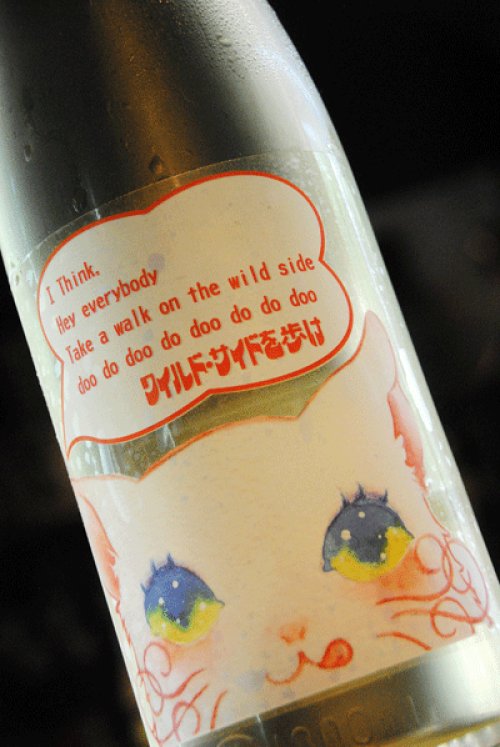 I Think.
Hey everybody
Take a walk on the wild side
doo do doo do doo do do doo
ワイルド・サイドを歩け